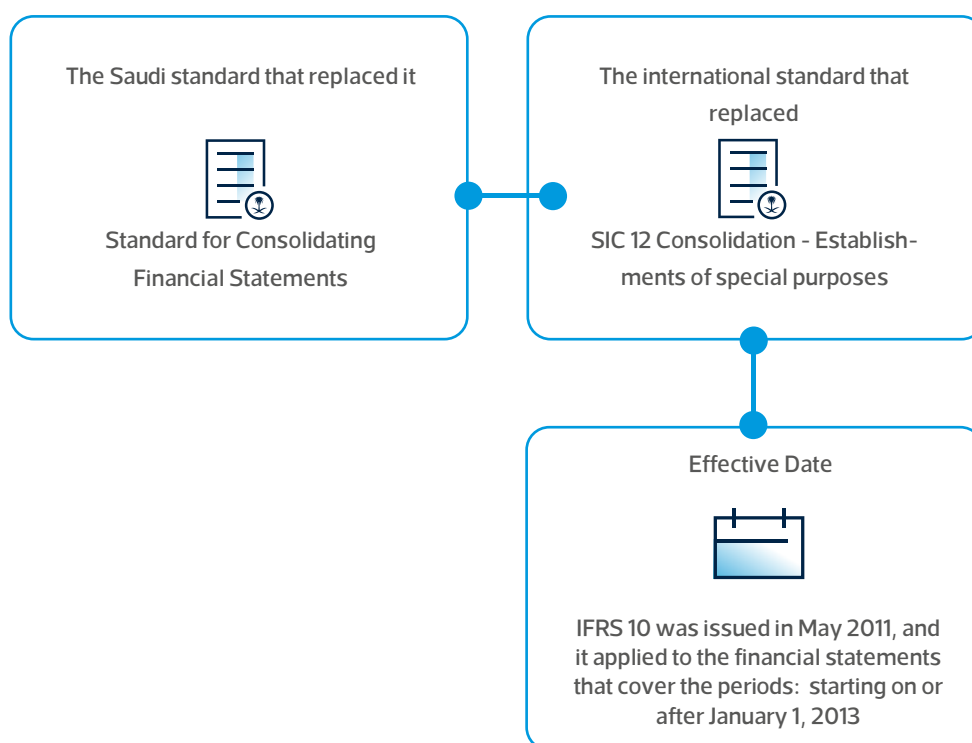 The Saudi standard that replaced it
Standard for Consolidating
Financial Statements
The international standard that
replaced
SIC 12 Consolidation - Establish-
ments of special purposes
Effective Date
IFRS 10 was issued in May 2011, and
it applied to the financial statements
that cover the periods: starting on or
after January 1, 2013